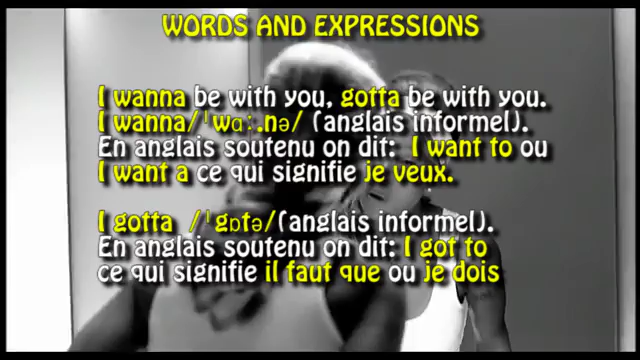 WORDS AND EXPRESSIONS
I wanna be with you, gotta be with you.
I wanna/ˈwɑː.nə/ (anglais informel).
En anglais soutenu on dit: I want to ou
I want a ce qui signifie je veux.
I gotta /ˈgɒtə/(anglais informel).
En anglais soutenu on dit: I got to
ce qui signifie il faut que ou je dois